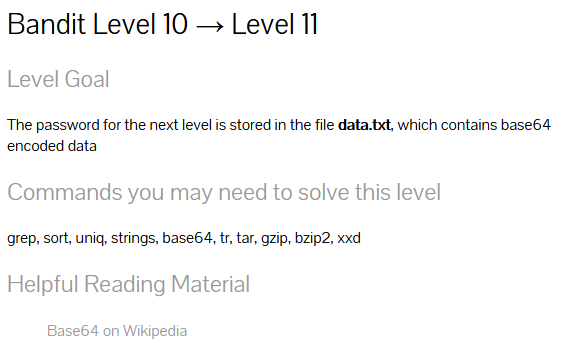 Bandit Level 10 → Level 11
Level Goal
The password for the next level is stored in the file data.txt, which contains base64
encoded data
Commands you may need to solve this level
grep, sort, uniq, strings, base64, tr, tar, gzip, bzip2, xxd
Helpful Reading Material
Base64 on Wikipedia